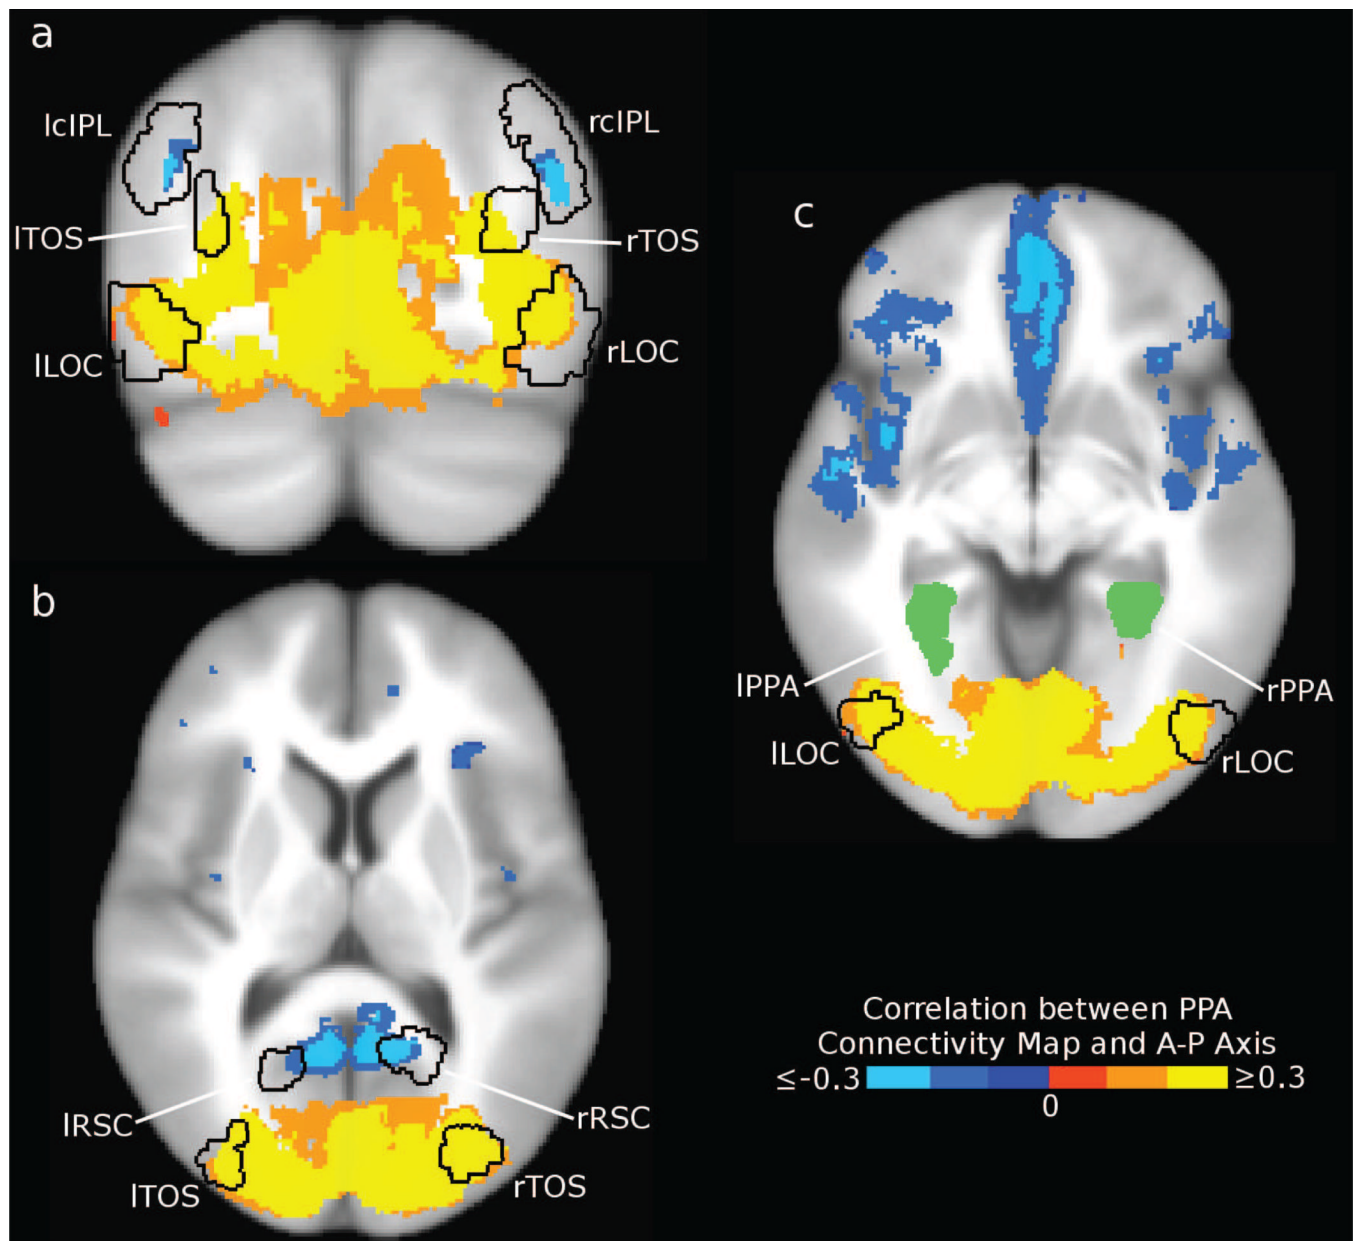 a
lcIPL
rcIPL
lTOS
rTOS
lLOC
rLOC
b
lRSC
rRSC
lTOS
rTOS
c
lPPA
rPPA
lLOC
rLOC
Correlation between PPA
Connectivity Map and A-P Axis
≤-0.3
≥0.3
0